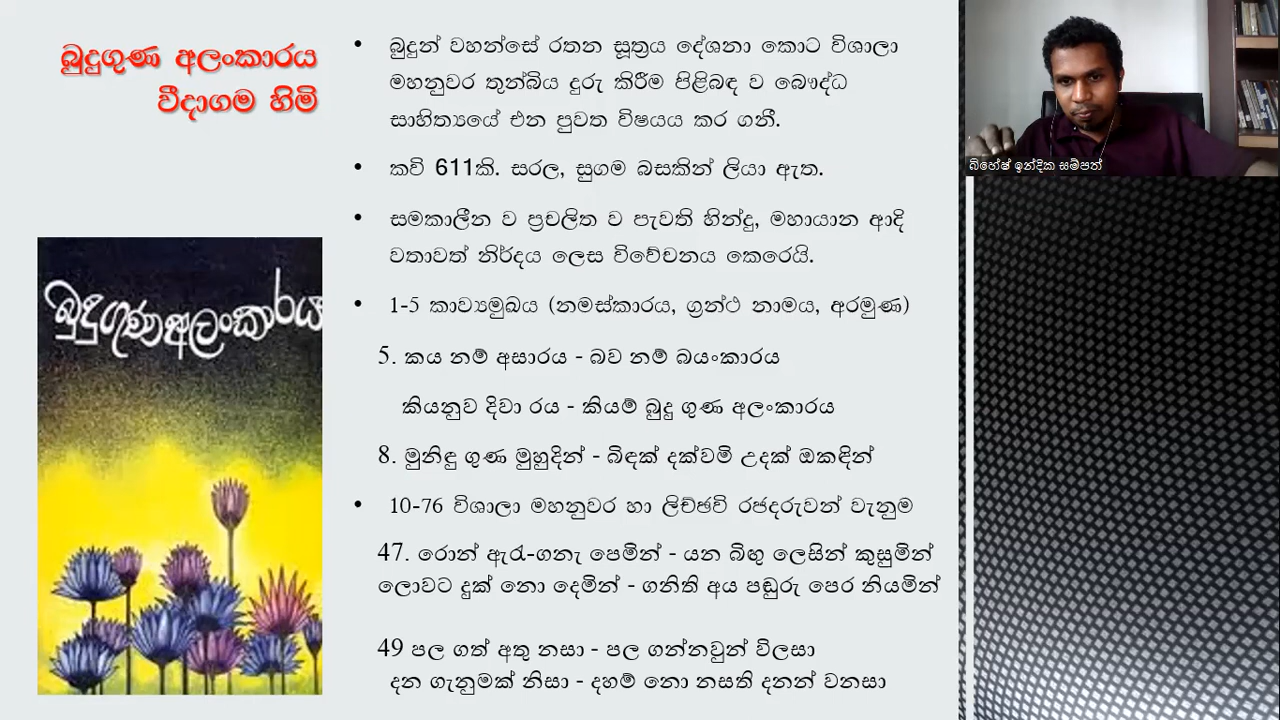 බුදුගුණ අලංකාරය
වීදාගම හිමි
බුදුගුණඅලංකාරය
• බුදුන් වහන්සේ රතන සූත්‍රය දේශනා කොට විශාලා
මහනුවර තුන්බිය දුරු කිරීම පිළිබඳ ව බෞද්ධ
සාහිත්‍යයේ එන පුවත විෂයය කර ගනී.
• කවි 611කි. සරල, සුගම බසකින් ලියා ඇත.
• සමකාලීන ව ප්‍රචලිත ව පැවති හින්දු, මහායාන ආදි
වතාවත් නිර්දය ලෙස විවේචනය කෙරෙයි.
• 1-5 කාව්‍යමුඛය (නමස්කාරය, ග්‍රන්ථ නාමය, අරමුණ)
5. කය නම් අසාරය - බව නම් බයංකාරය
කියනුව දිවා රය - කියම් බුදු ගුණ අලංකාරය
8. මුනිඳු ගුණ මුහුදින් - බිඳක් දක්වමි උදක් ඔකඳින්
• 10-76 විශාලා මහනුවර හා ලිච්ඡවි රජදරුවන් වැනුම
47. රොන් ඇරැ-ගනැ පෙමින් - යන බිඟු ලෙසින් කුසුමින්
ලොවට දුක් නො දෙමින් - ගනිති අය පඬුරු පෙර නියමින්
49 පල ගත් අතු නසා - පල ගන්නවුන් විලසා
දන ගැනුමක් නිසා - දහම් නො නසති දනන් වනසා
බිහේෂ් ඉන්දික සම්පත්